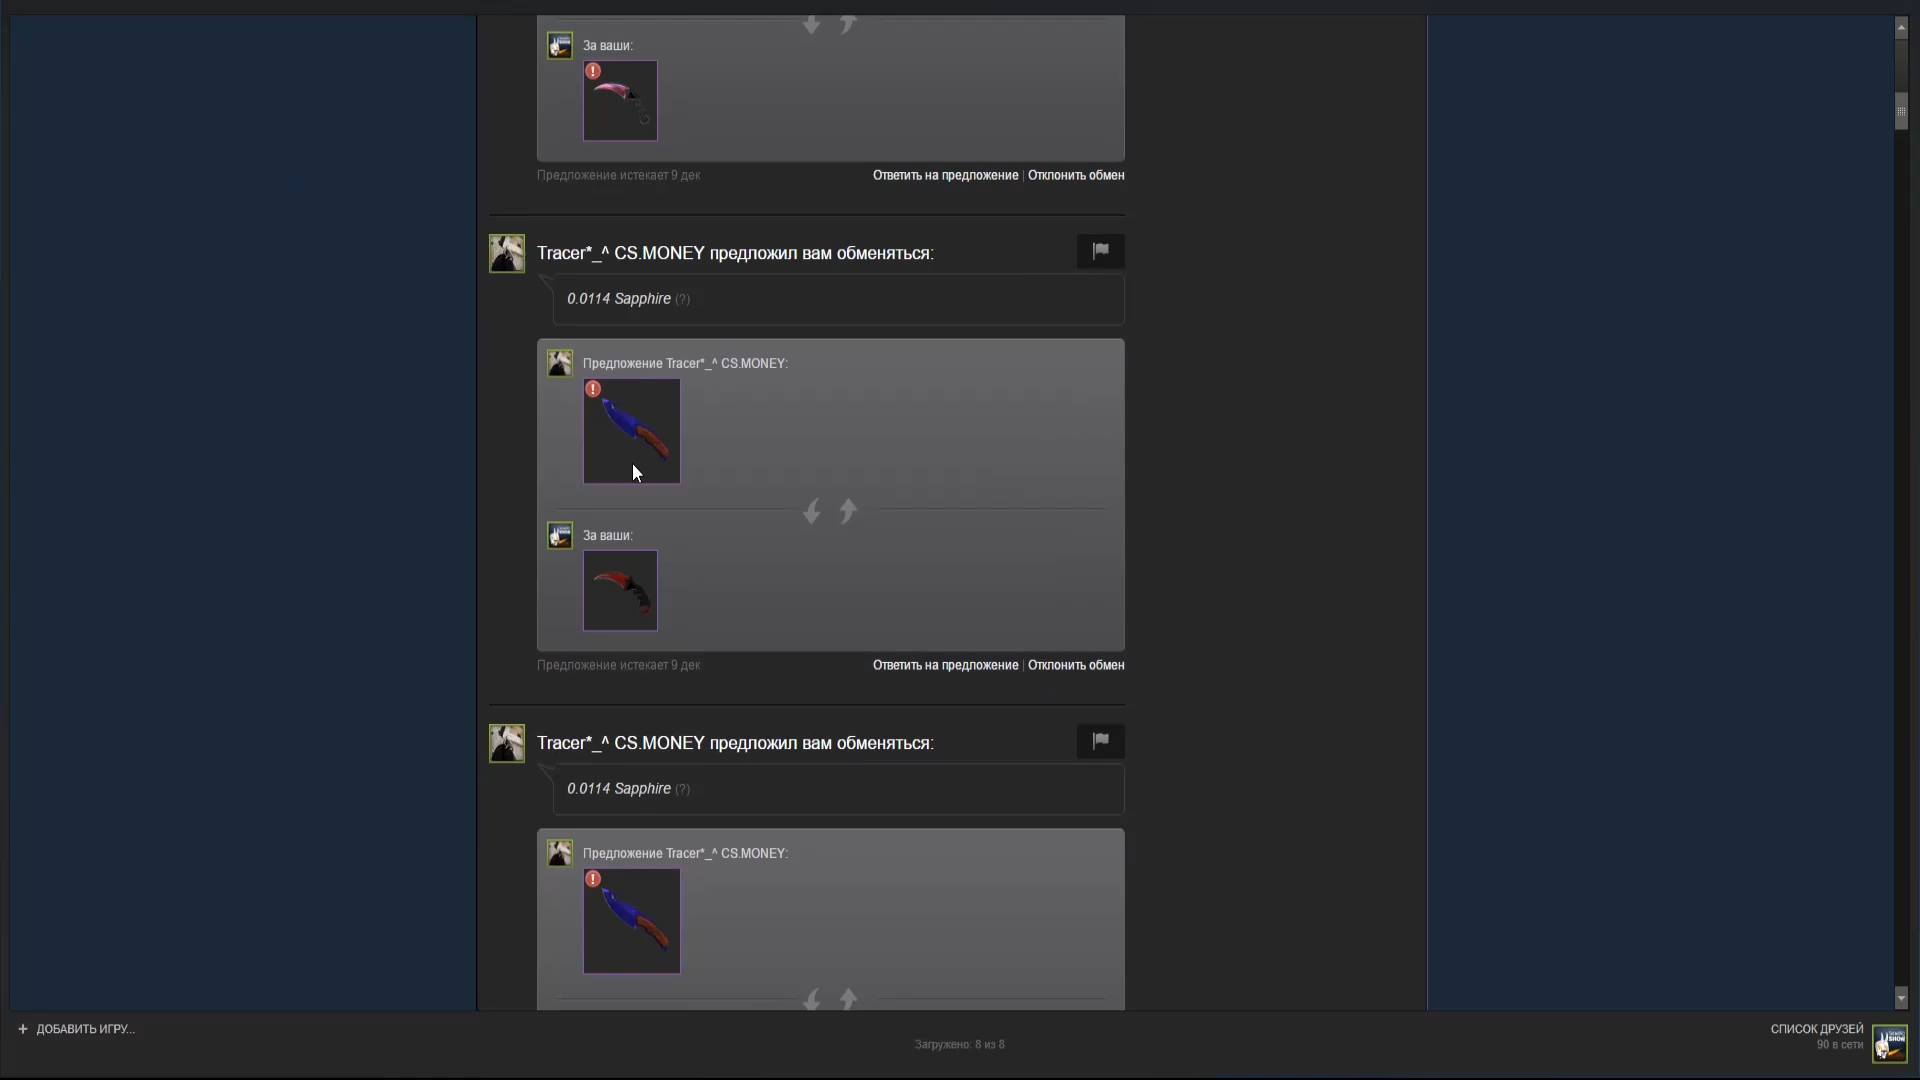 За ваши:
Предложение истекает 9 дек
Ответить на предложение | Отклонить обмен
Tracer*_^ CS.MONEY предложил вам обменяться:
0.0114 Sapphire (?)
Предложение Tracer*_^ CS.MONEY:
За ваши:
Предложение истекает 9 дек
Ответить на предложение | Отклонить обмен
Tracer*_^ CS.MONEY предложил вам обменяться:
0.0114 Sapphire (?)
Предложение Tracer*_^ CS.MONEY:
+ ДОБАВИТЬ ИГРУ...
Загружено: 8 из 8
СПИСОК ДРУЗЕЙ
90 в сети